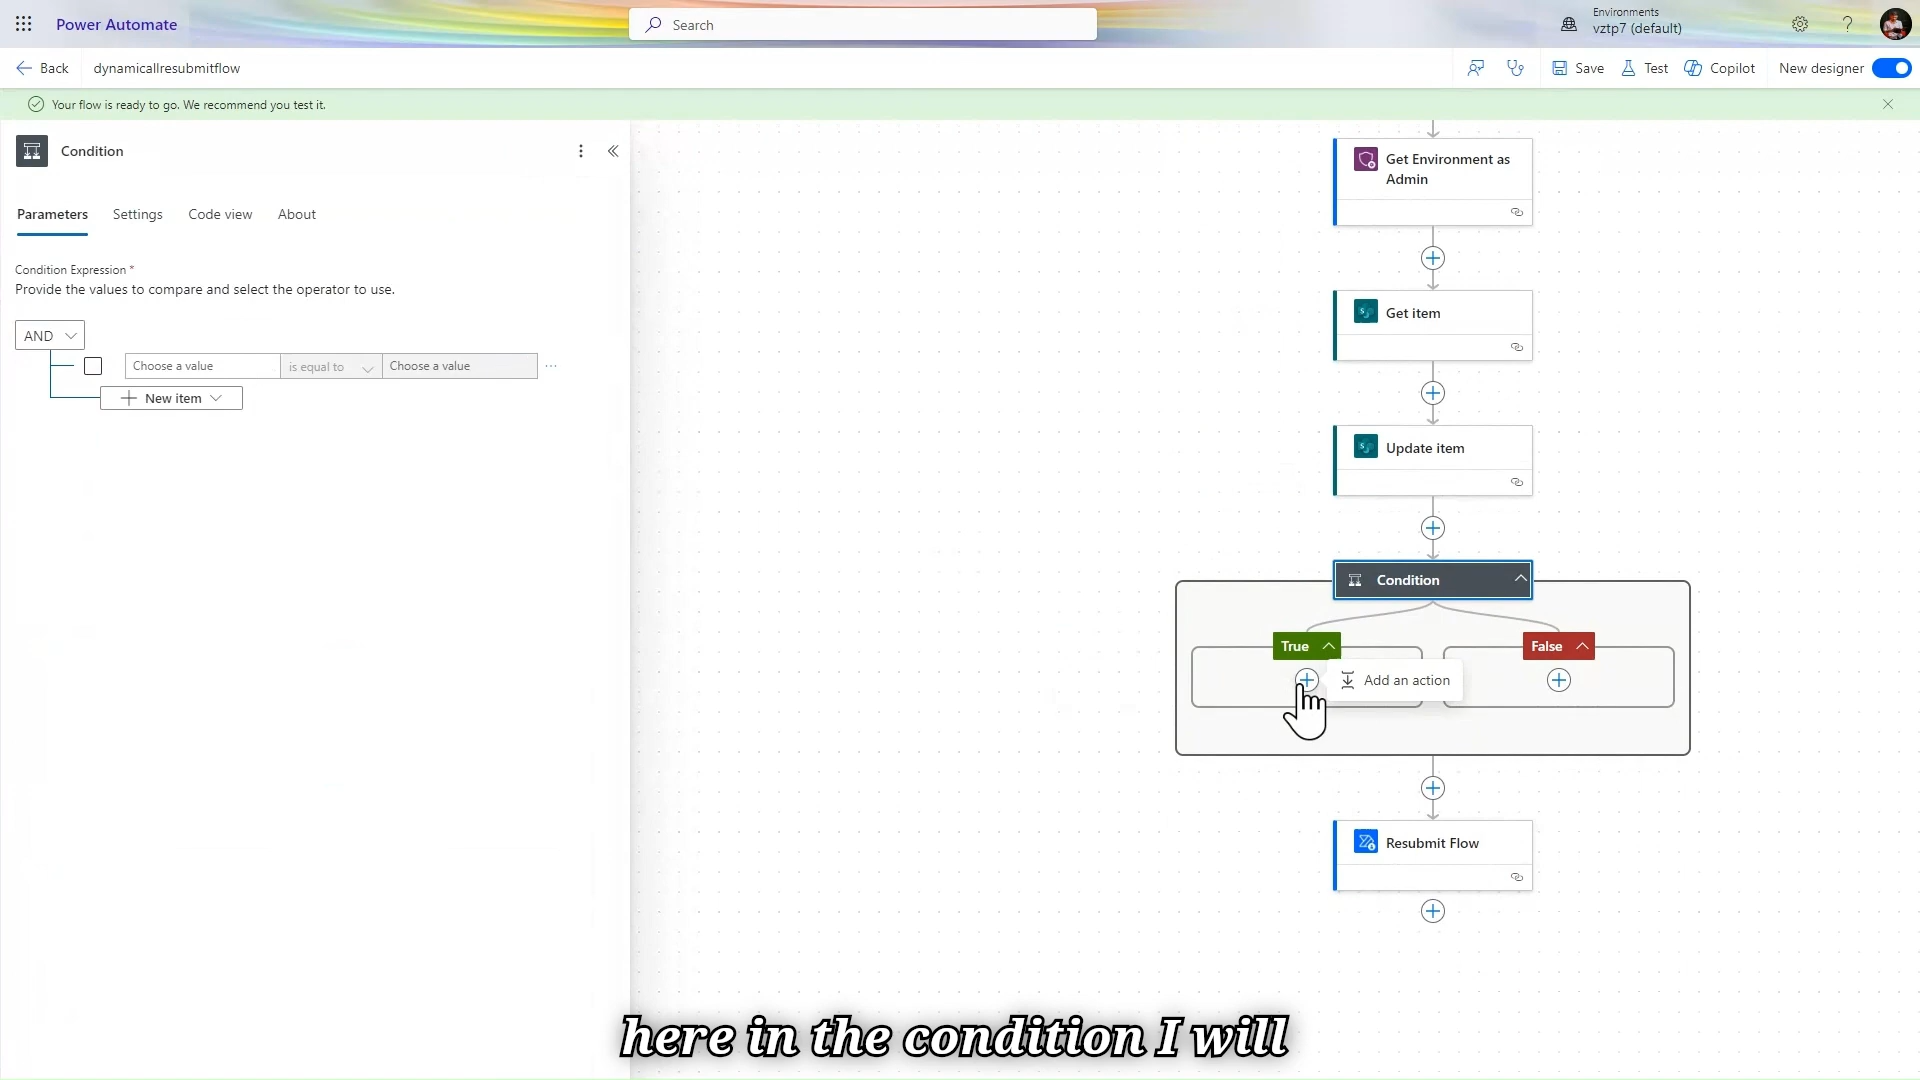 Power Automate
Search
Environments
vztp7 (default)
?
Back
dynamicallresubmitflow
Save
Test
Copilot
New designer
Your flow is ready to go. We recommend you test it.
Condition
Parameters
Settings
Code view
About
Condition Expression *
Provide the values to compare and select the operator to use.
AND
Choose a value
is equal to
Choose a value
New item
Get Environment as
Admin
Get item
Update item
Condition
True
False
Add an action
Resubmit Flow
here in the condition I will